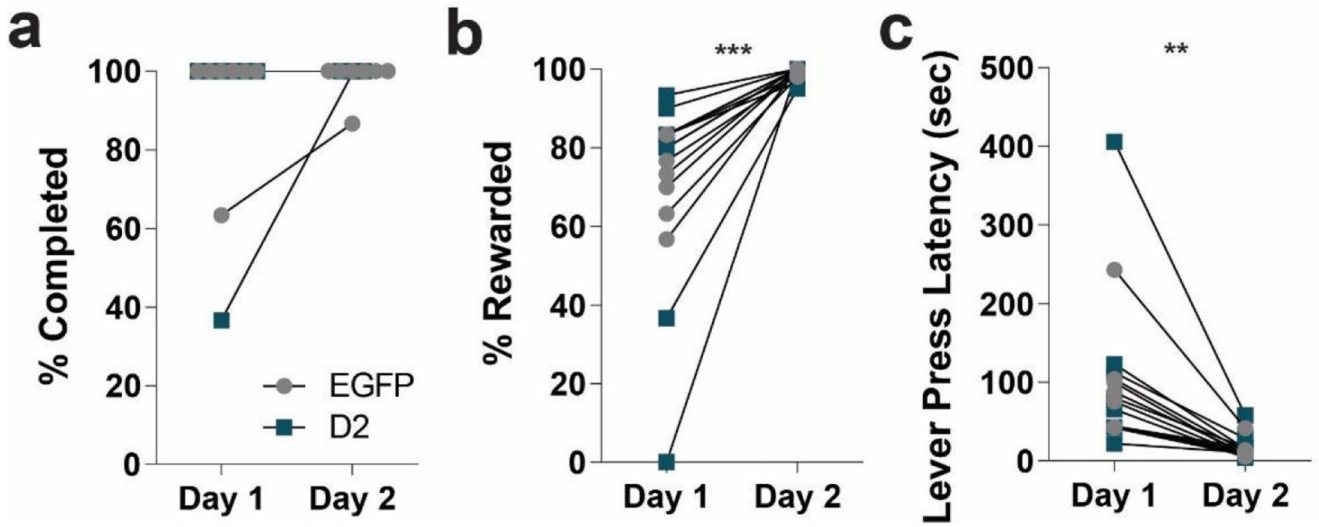 a
% Completed
100
80
60
40
20
0
EGFP
D2
Day 1 Day 2
b
***
% Rewarded
100
80
60
40
20
0
Day 1 Day 2
c
**
Lever Press Latency (sec)
500
400
300
200
100
0
Day 1 Day 2